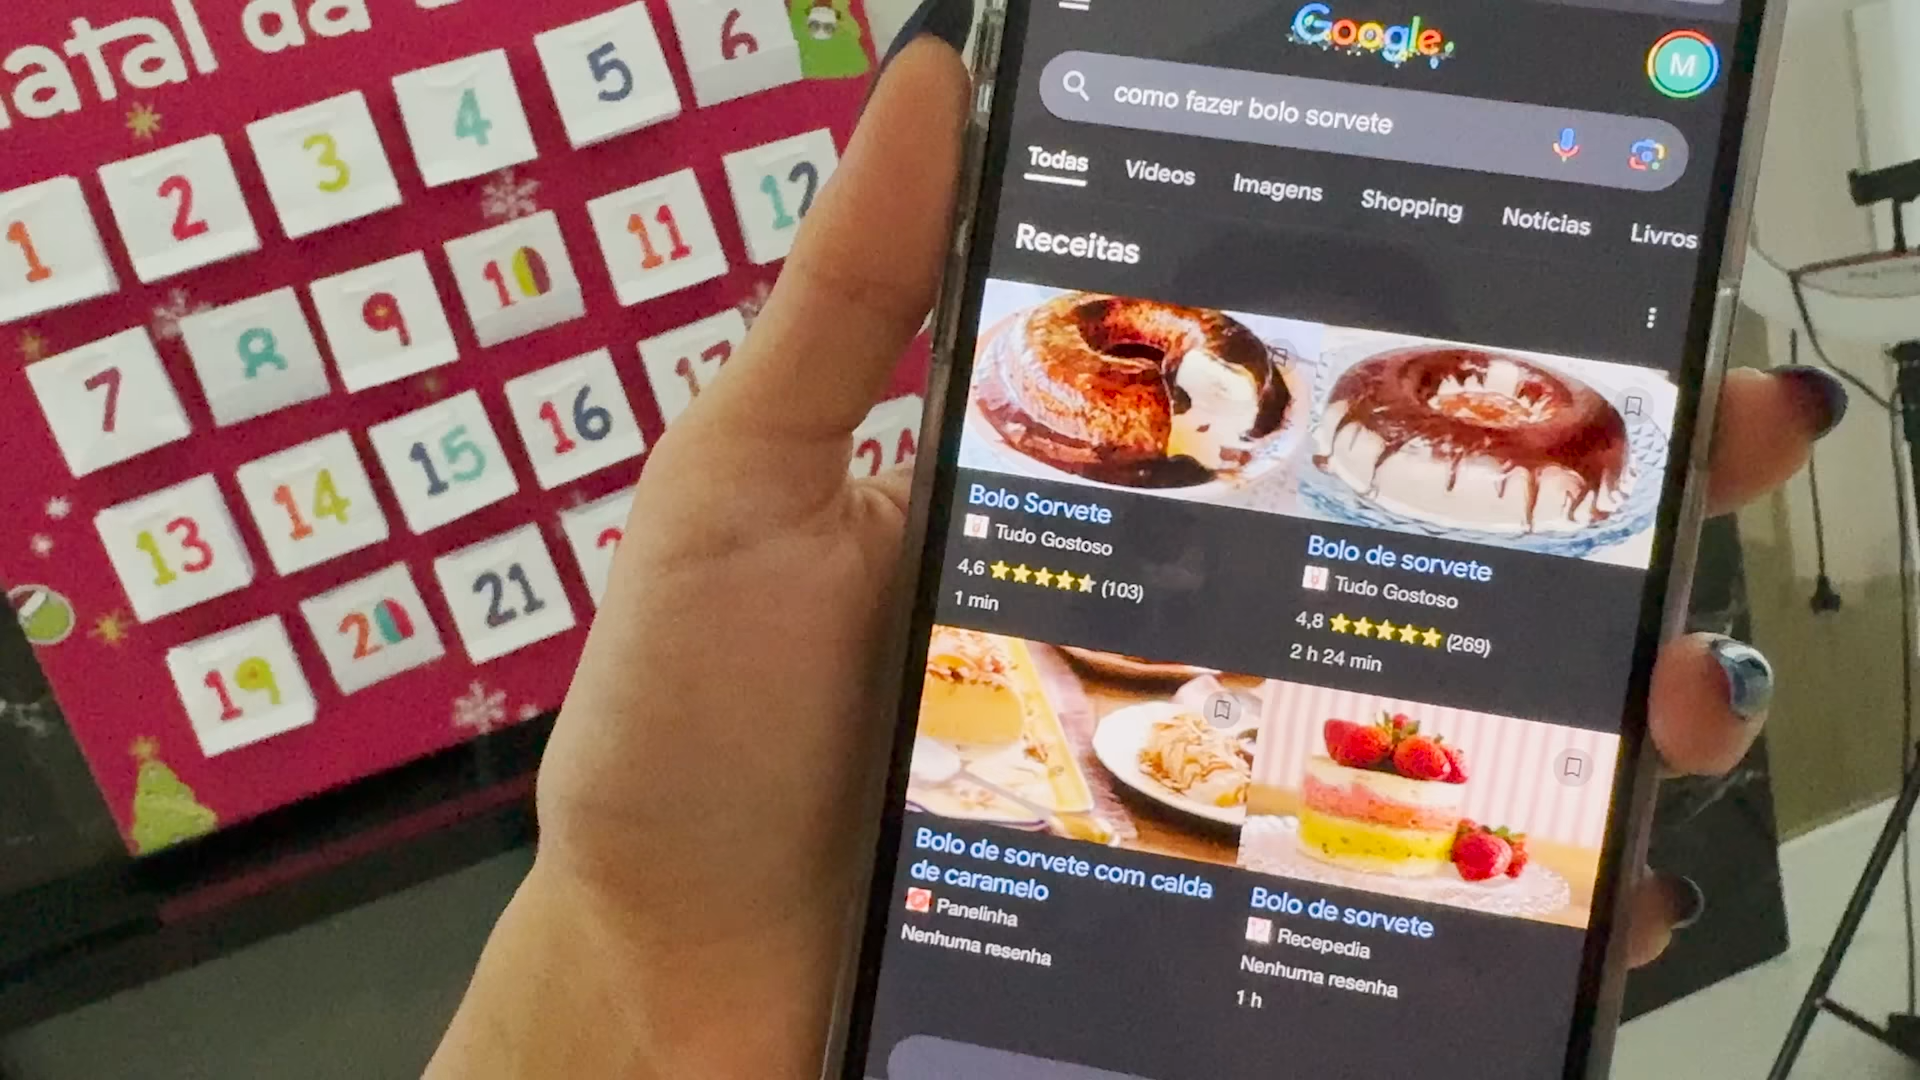 natal da
1 2 3 4 5 6
7 8 9 10 11 12
13 14 15 16 17
19 20 21 24
Google
M
como fazer bolo sorvete
Todas Vídeos Imagens Shopping Notícias Livros
Receitas
Bolo Sorvete
Tudo Gostoso
4,6 (103)
1 min
Bolo de sorvete
Tudo Gostoso
4,8 (269)
2 h 24 min
Bolo de sorvete com calda
de caramelo
Panelinha
Nenhuma resenha
Bolo de sorvete
Recepedia
Nenhuma resenha
1 h